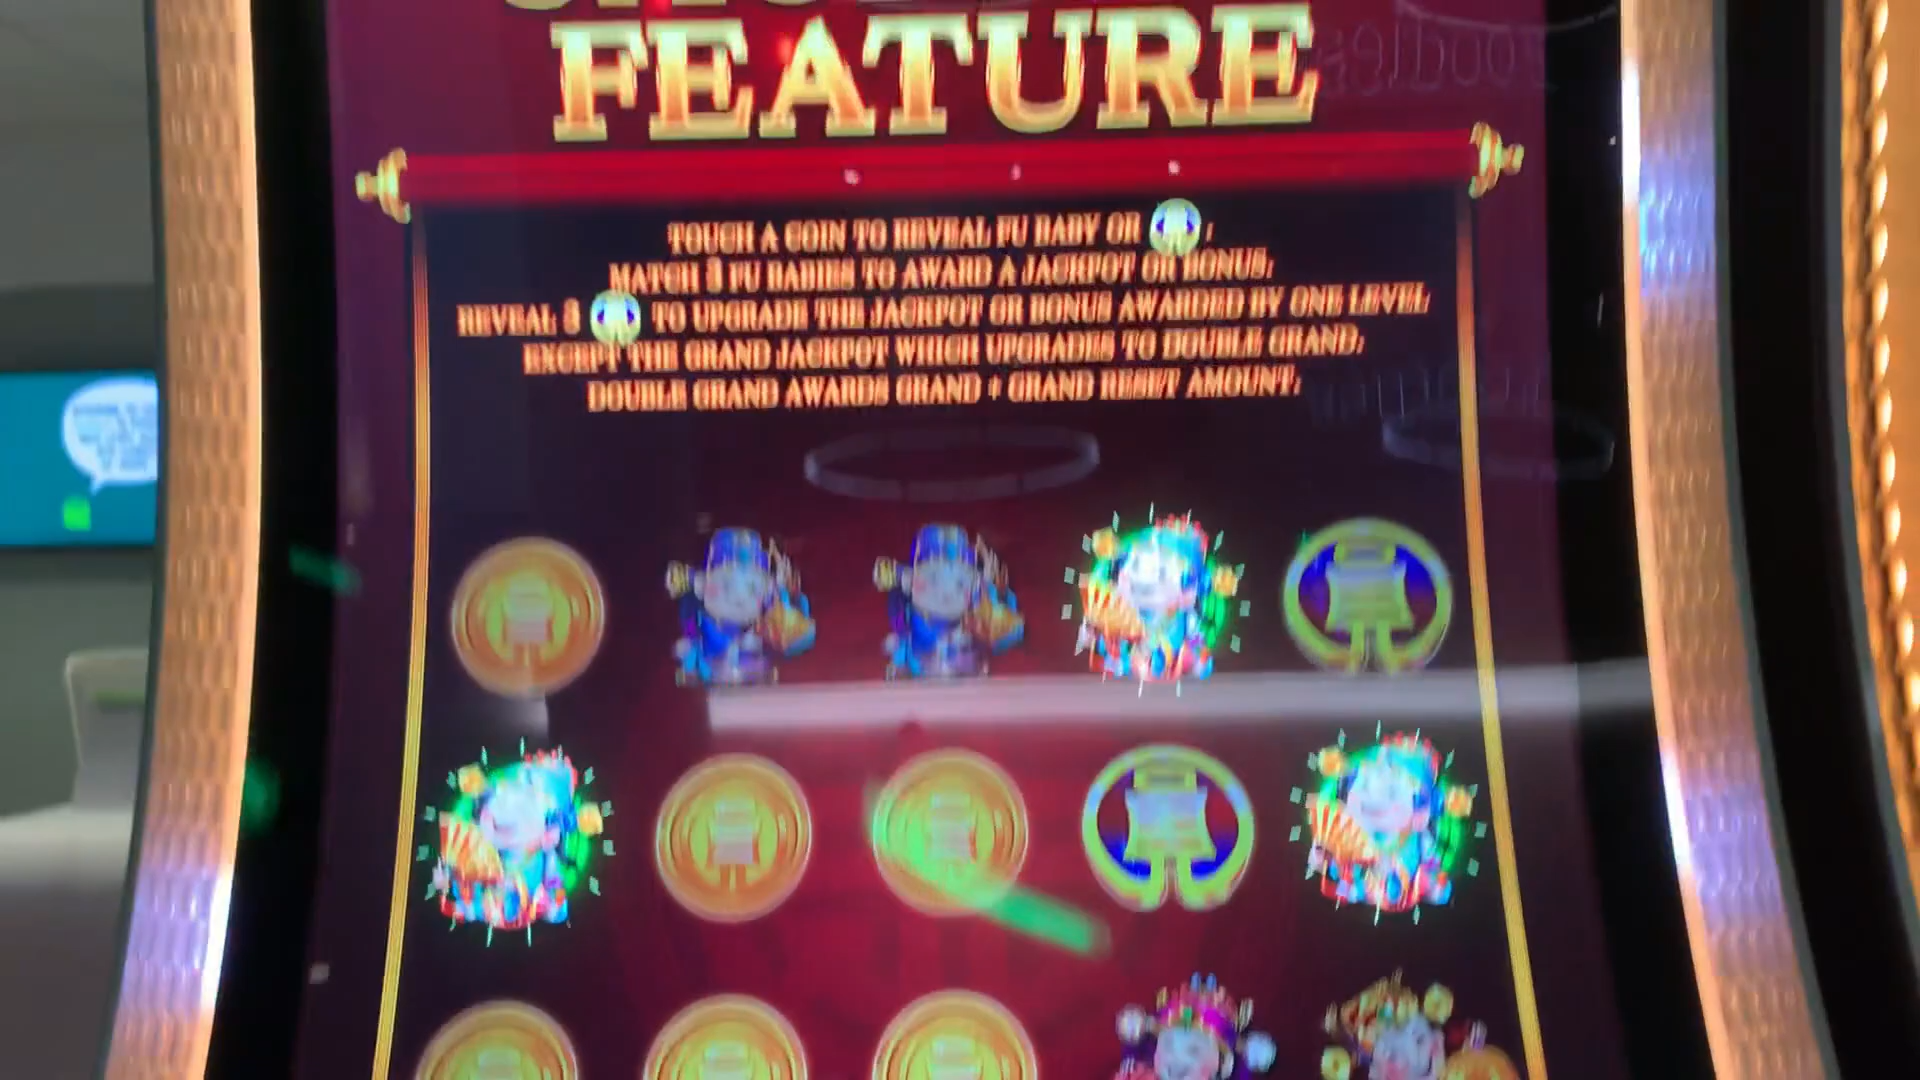 FEATURE
TOUCH A COIN TO REVEAL FU BABY OR ;
MATCH 3 FU BABIES TO AWARD A JACKPOT OR BONUS;
REVEAL 3 TO UPGRADE THE JACKPOT OR BONUS AWARDED BY ONE LEVEL
EXCEPT THE GRAND JACKPOT WHICH UPGRADES TO DOUBLE GRAND;
DOUBLE GRAND AWARDS GRAND + GRAND RESET AMOUNT;